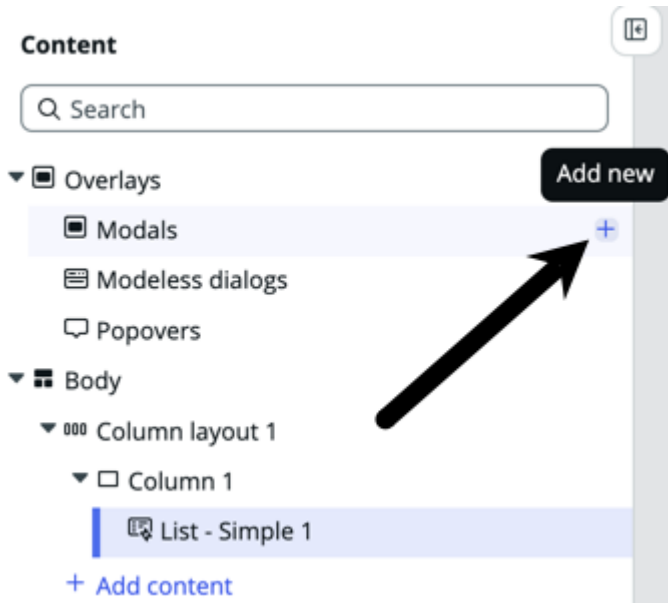 Content
Search
Overlays
Add new
Modals
Modeless dialogs
Popovers
Body
Column layout 1
Column 1
List - Simple 1
+ Add content